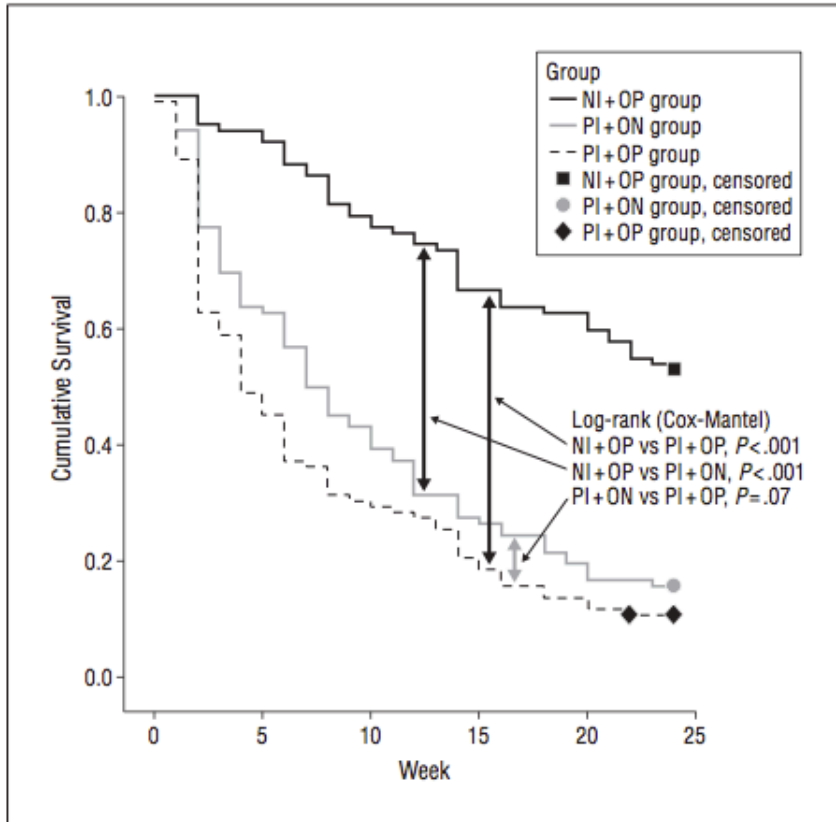 Group
NI+OP group
PI+ON group
PI+OP group
NI+OP group, censored
PI+ON group, censored
PI+OP group, censored
1.0
0.8
0.6
0.4
0.2
0.0
Cumulative Survival
Log-rank (Cox-Mantel)
NI+OP vs PI+OP, P<.001
NI+OP vs PI+ON, P<.001
PI+ON vs PI+OP, P=.07
0 5 10 15 20 25
Week